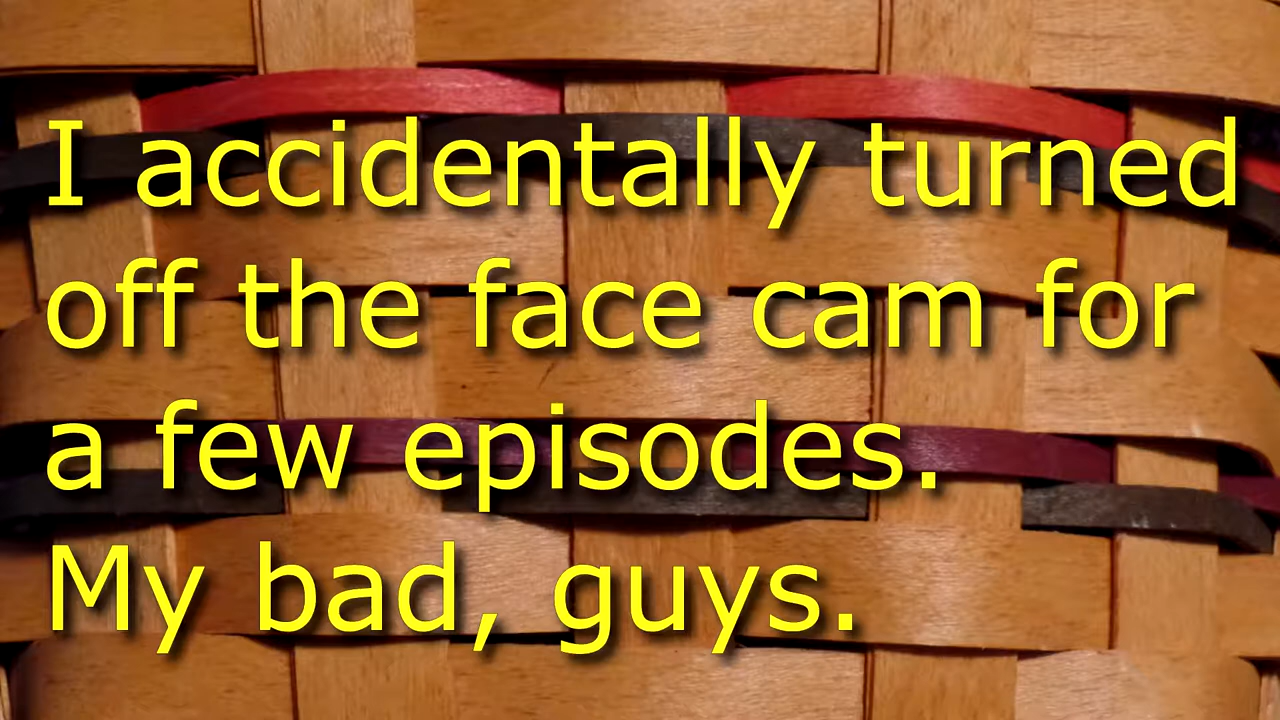 I accidentally turned
off the face cam for
a few episodes.
My bad, guys.